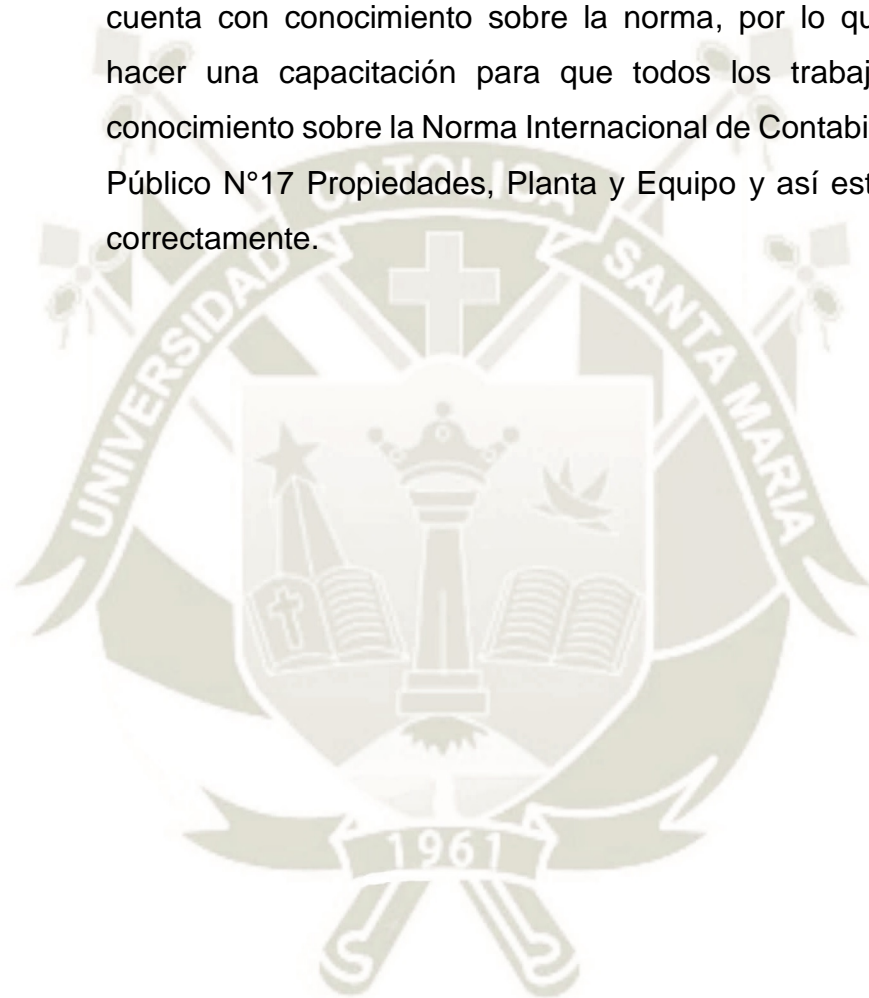 cuenta con conocimiento sobre la norma, por lo qu
hacer una capacitación para que todos los trabaj
conocimiento sobre la Norma Internacional de Contabi
Público N°17 Propiedades, Planta y Equipo y así est
correctamente.
UNIVERSIDAD CATOLICA SANTA MARIA
1961